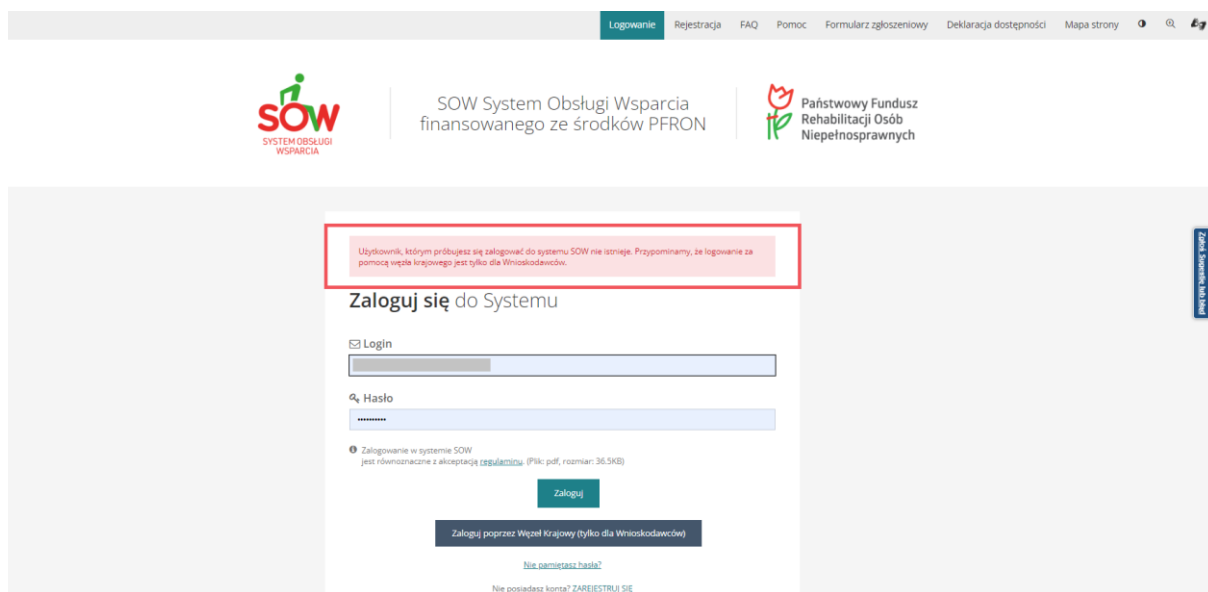 Logowanie Rejestracja FAQ Pomoc Formularz zgłoszeniowy Deklaracja dostępności Mapa strony
SOW
SYSTEM OBSŁUGI
WSPARCIA
SOW System Obsługi Wsparcia
finansowanego ze środków PFRON
Państwowy Fundusz
Rehabilitacji Osób
Niepełnosprawnych
Użytkownik, którym próbujesz się zalogować do systemu SOW nie istnieje. Przypominamy, że logowanie za
pomocą węzła krajowego jest tylko dla Wnioskodawców.
Zgłoś Sugestię lub błąd
Zaloguj się do Systemu
Login
Hasło
Zalogowanie w systemie SOW
jest równoznaczne z akceptacją regulaminu. (Plik: pdf, rozmiar: 36.5KB)
Zaloguj
Zaloguj poprzez Węzeł Krajowy (tylko dla Wnioskodawców)
Nie pamiętasz hasła?
Nie posiadasz konta? ZAREJESTRUJ SIĘ